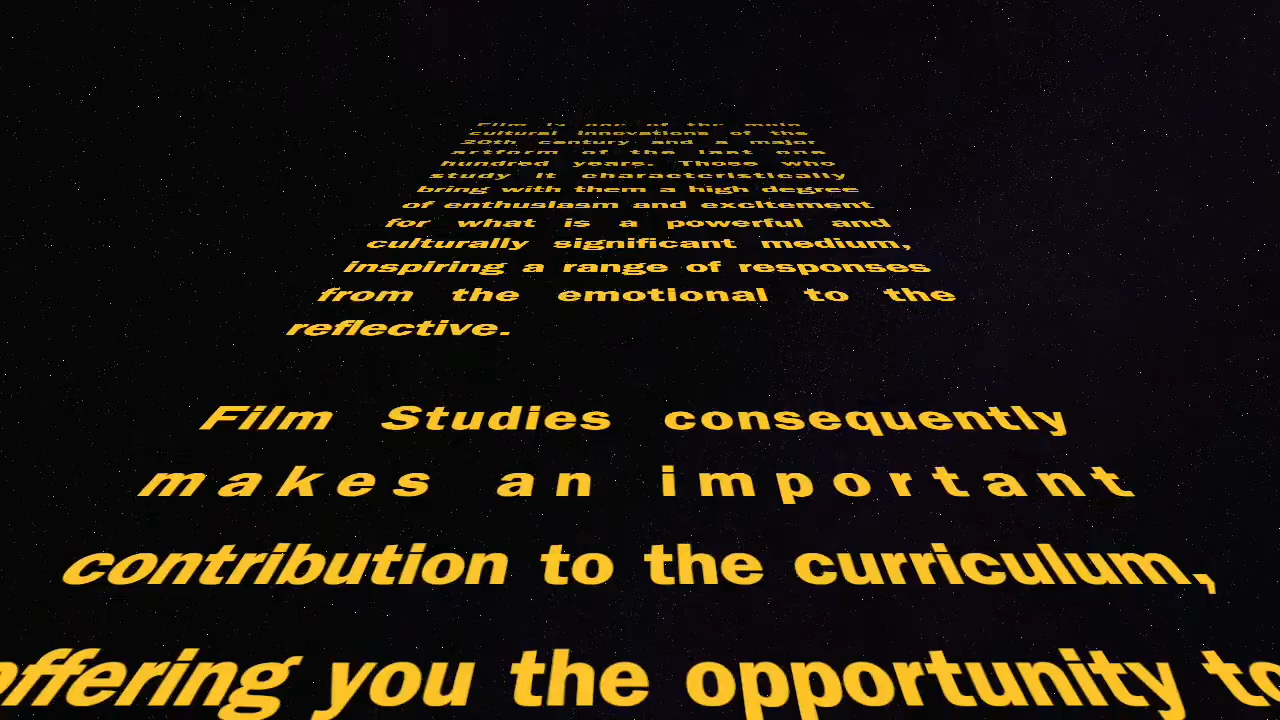 Film is one of the main
cultural innovations of the
20th century and a major
artform of the last one
hundred years. Those who
study it characteristically
bring with them a high degree
of enthusiasm and excitement
for what is a powerful and
culturally significant medium,
inspiring a range of responses
from the emotional to the
reflective.
Film Studies consequently
makes an important
contribution to the curriculum,
offering you the opportunity to